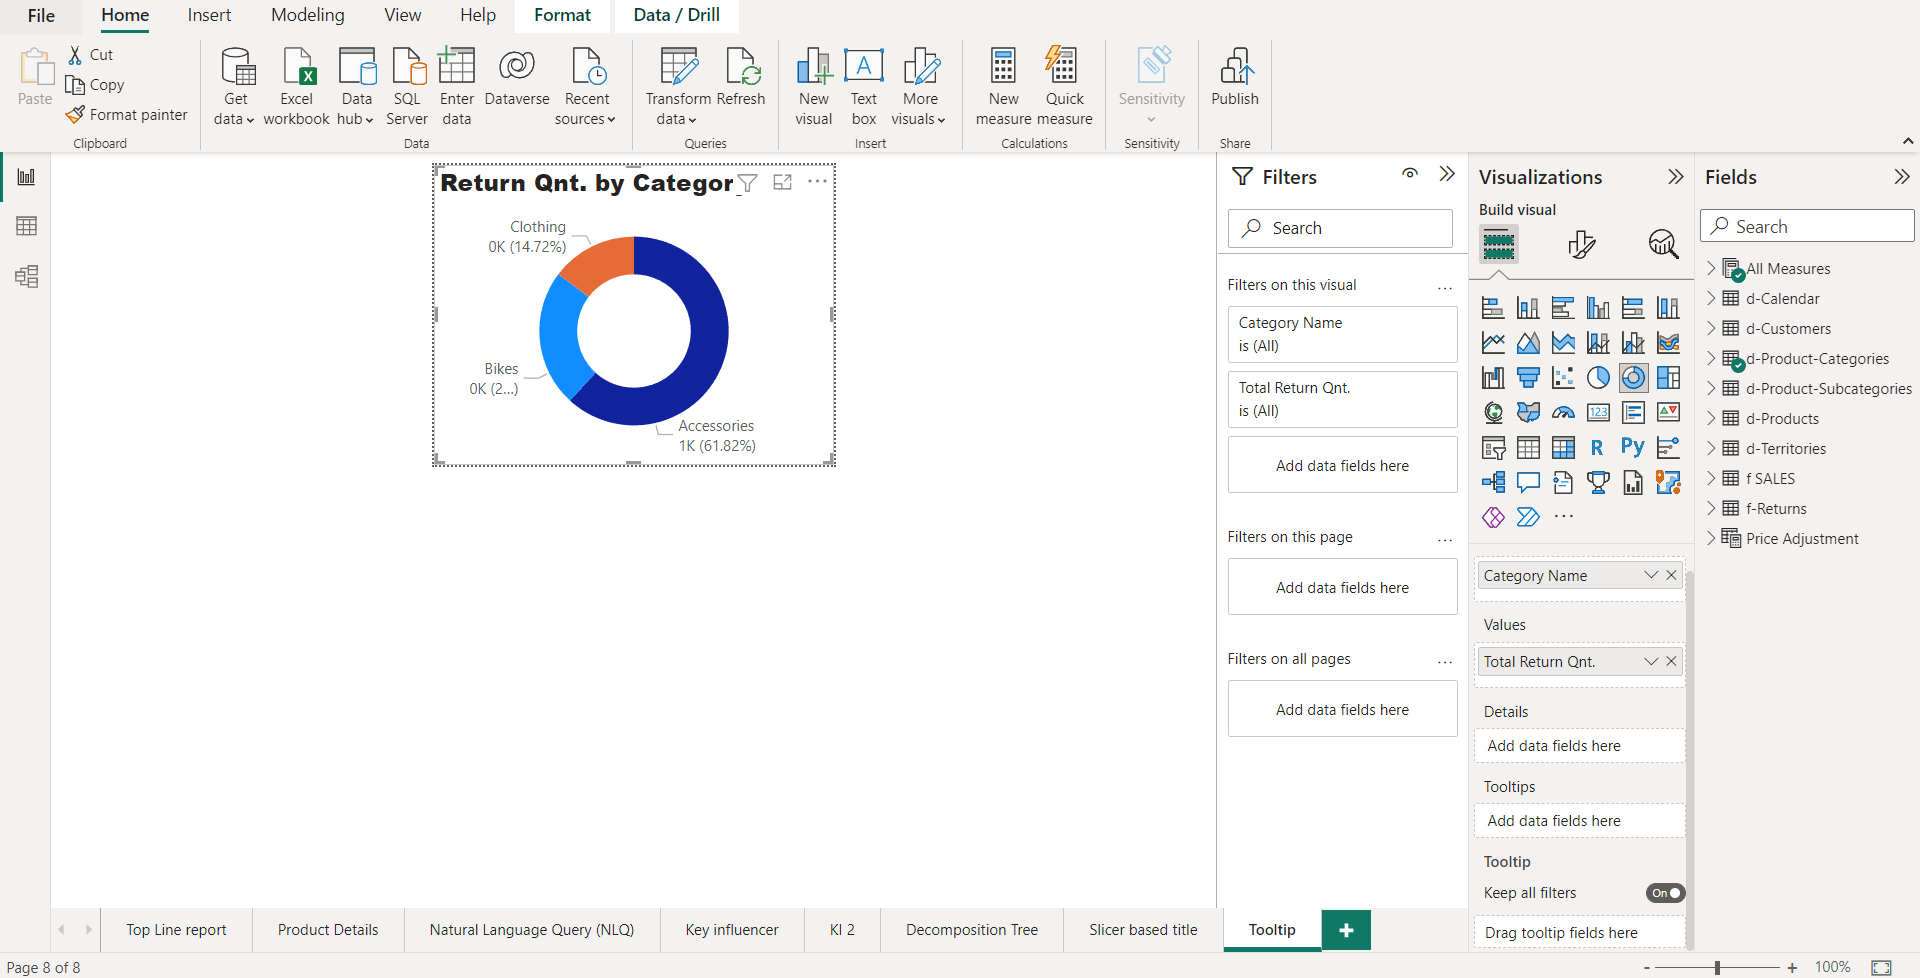 File Home Insert Modeling View Help Format Data / Drill
Paste
Cut
Copy
Format painter
Clipboard
Get data
Excel workbook
Data hub
SQL Server
Enter data
Dataverse
Recent sources
Data
Transform data
Refresh
Queries
New visual
Text box
More visuals
Insert
New measure
Quick measure
Calculations
Sensitivity
Sensitivity
Publish
Share
Return Qnt. by Categor
Clothing
0K (14.72%)
Bikes
0K (2...)
Accessories
1K (61.82%)
Filters
Search
Filters on this visual
...
Category Name
is (All)
Total Return Qnt.
is (All)
Add data fields here
Filters on this page
...
Add data fields here
Filters on all pages
...
Add data fields here
Visualizations
Build visual
123
R
Py
...
Category Name
Values
Total Return Qnt.
Details
Add data fields here
Tooltips
Add data fields here
Tooltip
Keep all filters
On
Drag tooltip fields here
Fields
Search
All Measures
d-Calendar
d-Customers
d-Product-Categories
d-Product-Subcategories
d-Products
d-Territories
f SALES
f-Returns
Price Adjustment
Top Line report Product Details Natural Language Query (NLQ) Key influencer KI 2 Decomposition Tree Slicer based title Tooltip +
Page 8 of 8
- + 100%